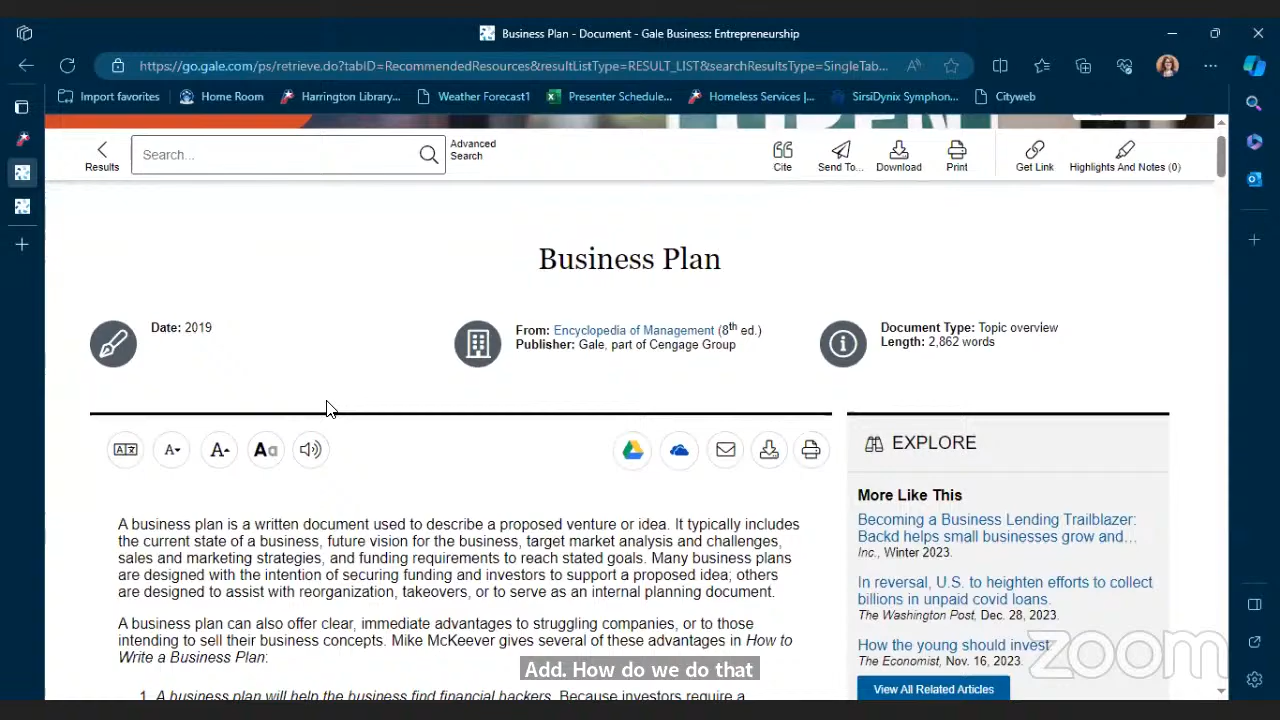 Business Plan - Document - Gale Business: Entrepreneurship
https://go.gale.com/ps/retrieve.do?tabID=RecommendedResources&resultListType=RESULT_LIST&searchResultsType=SingleTab...
Import favorites
Home Room
Harrington Library...
Weather Forecast1
Presenter Schedule...
Homeless Services |...
SirsiDynix Symphon...
Cityweb
OPEN
Results
Search...
Advanced
Search
Cite
Send To...
Download
Print
Get Link
Highlights And Notes (0)
Business Plan
Date: 2019
From: Encyclopedia of Management (8th ed.)
Publisher: Gale, part of Cengage Group
Document Type: Topic overview
Length: 2,862 words
A
A
Aa
EXPLORE
A business plan is a written document used to describe a proposed venture or idea. It typically includes
the current state of a business, future vision for the business, target market analysis and challenges,
sales and marketing strategies, and funding requirements to reach stated goals. Many business plans
are designed with the intention of securing funding and investors to support a proposed idea; others
are designed to assist with reorganization, takeovers, or to serve as an internal planning document.
A business plan can also offer clear, immediate advantages to struggling companies, or to those
intending to sell their business concepts. Mike McKeever gives several of these advantages in How to
Write a Business Plan:
1. A business plan will help the business find financial backers. Because investors require a
More Like This
Becoming a Business Lending Trailblazer:
Backd helps small businesses grow and...
Inc., Winter 2023.
In reversal, U.S. to heighten efforts to collect
billions in unpaid covid loans.
The Washington Post, Dec. 28, 2023.
How the young should invest
The Economist, Nov. 16, 2023.
View All Related Articles
zoom
Add. How do we do that